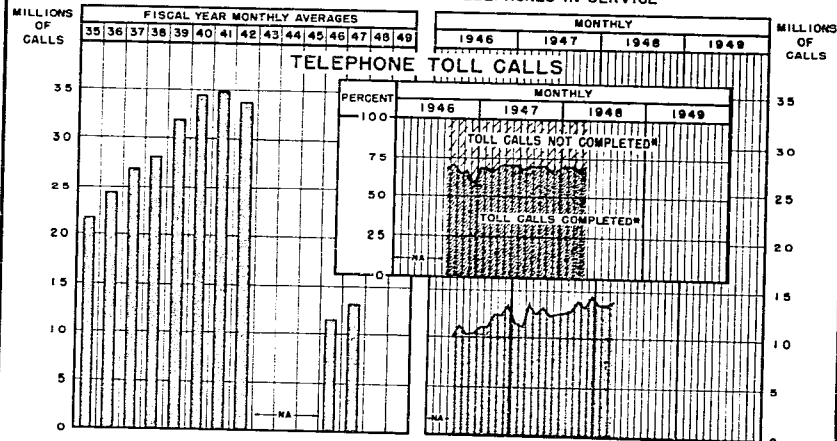 TELEPHONES IN SERVICE
MILLIONS OF CALLS
FISCAL YEAR MONTHLY AVERAGES
35 36 37 38 39 40 41 42 43 44 45 46 47 48 49
MONTHLY
1946 1947 1948 1949
MILLIONS OF CALLS
TELEPHONE TOLL CALLS
35
30
25
20
15
10
5
0
NA
PERCENT
MONTHLY
1946 1947 1948 1949
100
75
50
25
0
TOLL CALLS NOT COMPLETED*
TOLL CALLS COMPLETED*
NA
NA
35
30
25
20
15
10
5